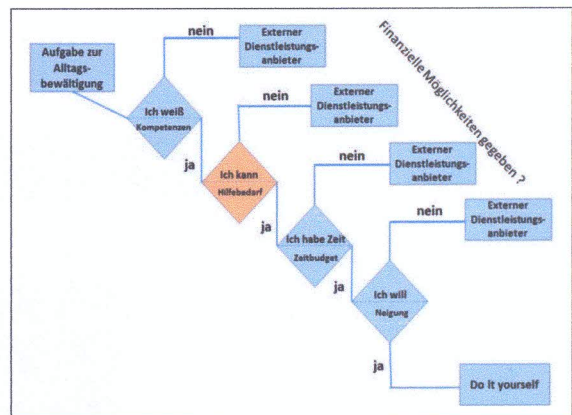 Aufgabe zur
Alltags-
bewältigung
nein
Externer
Dienstleistungs-
anbieter
Finanzielle Möglichkeiten gegeben ?
Ich weiß
Kompetenzen
ja
nein
Externer
Dienstleistungs-
anbieter
Ich kann
Hilfebedarf
ja
nein
Externer
Dienstleistungs-
anbieter
Ich habe Zeit
Zeitbudget
ja
nein
Externer
Dienstleistungs-
anbieter
Ich will
Neigung
ja
Do it yourself